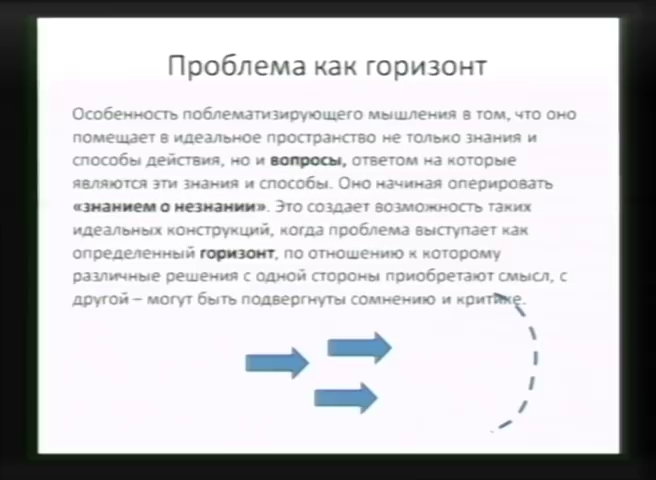 Проблема как горизонт
Особенность поблематизирующего мышления в том, что оно
помещает в идеальное пространство не только знания и
способы действия, но и вопросы, ответом на которые
являются эти знания и способы. Оно начиная оперировать
«знанием о незнании». Это создает возможность таких
идеальных конструкций, когда проблема выступает как
определенный горизонт, по отношению к которому
различные решения с одной стороны приобретают смысл, с
другой – могут быть подвергнуты сомнению и критике.